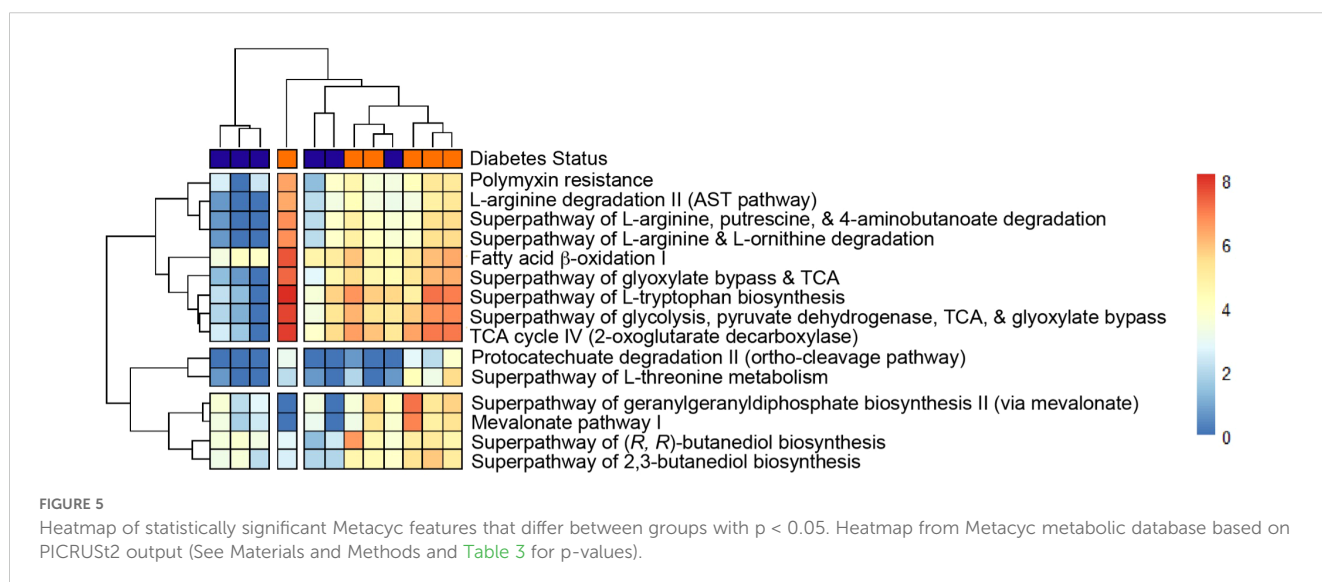 Diabetes Status
Polymyxin resistance
L-arginine degradation II (AST pathway)
Superpathway of L-arginine, putrescine, & 4-aminobutanoate degradation
Superpathway of L-arginine & L-ornithine degradation
Fatty acid β-oxidation I
Superpathway of glyoxylate bypass & TCA
Superpathway of L-tryptophan biosynthesis
Superpathway of glycolysis, pyruvate dehydrogenase, TCA, & glyoxylate bypass
TCA cycle IV (2-oxoglutarate decarboxylase)
Protocatechuate degradation II (ortho-cleavage pathway)
Superpathway of L-threonine metabolism
Superpathway of geranylgeranyldiphosphate biosynthesis II (via mevalonate)
Mevalonate pathway I
Superpathway of (R, R)-butanediol biosynthesis
Superpathway of 2,3-butanediol biosynthesis
8
6
4
2
0
FIGURE 5
Heatmap of statistically significant Metacyc features that differ between groups with p < 0.05. Heatmap from Metacyc metabolic database based on
PICRUSt2 output (See Materials and Methods and Table 3 for p-values).